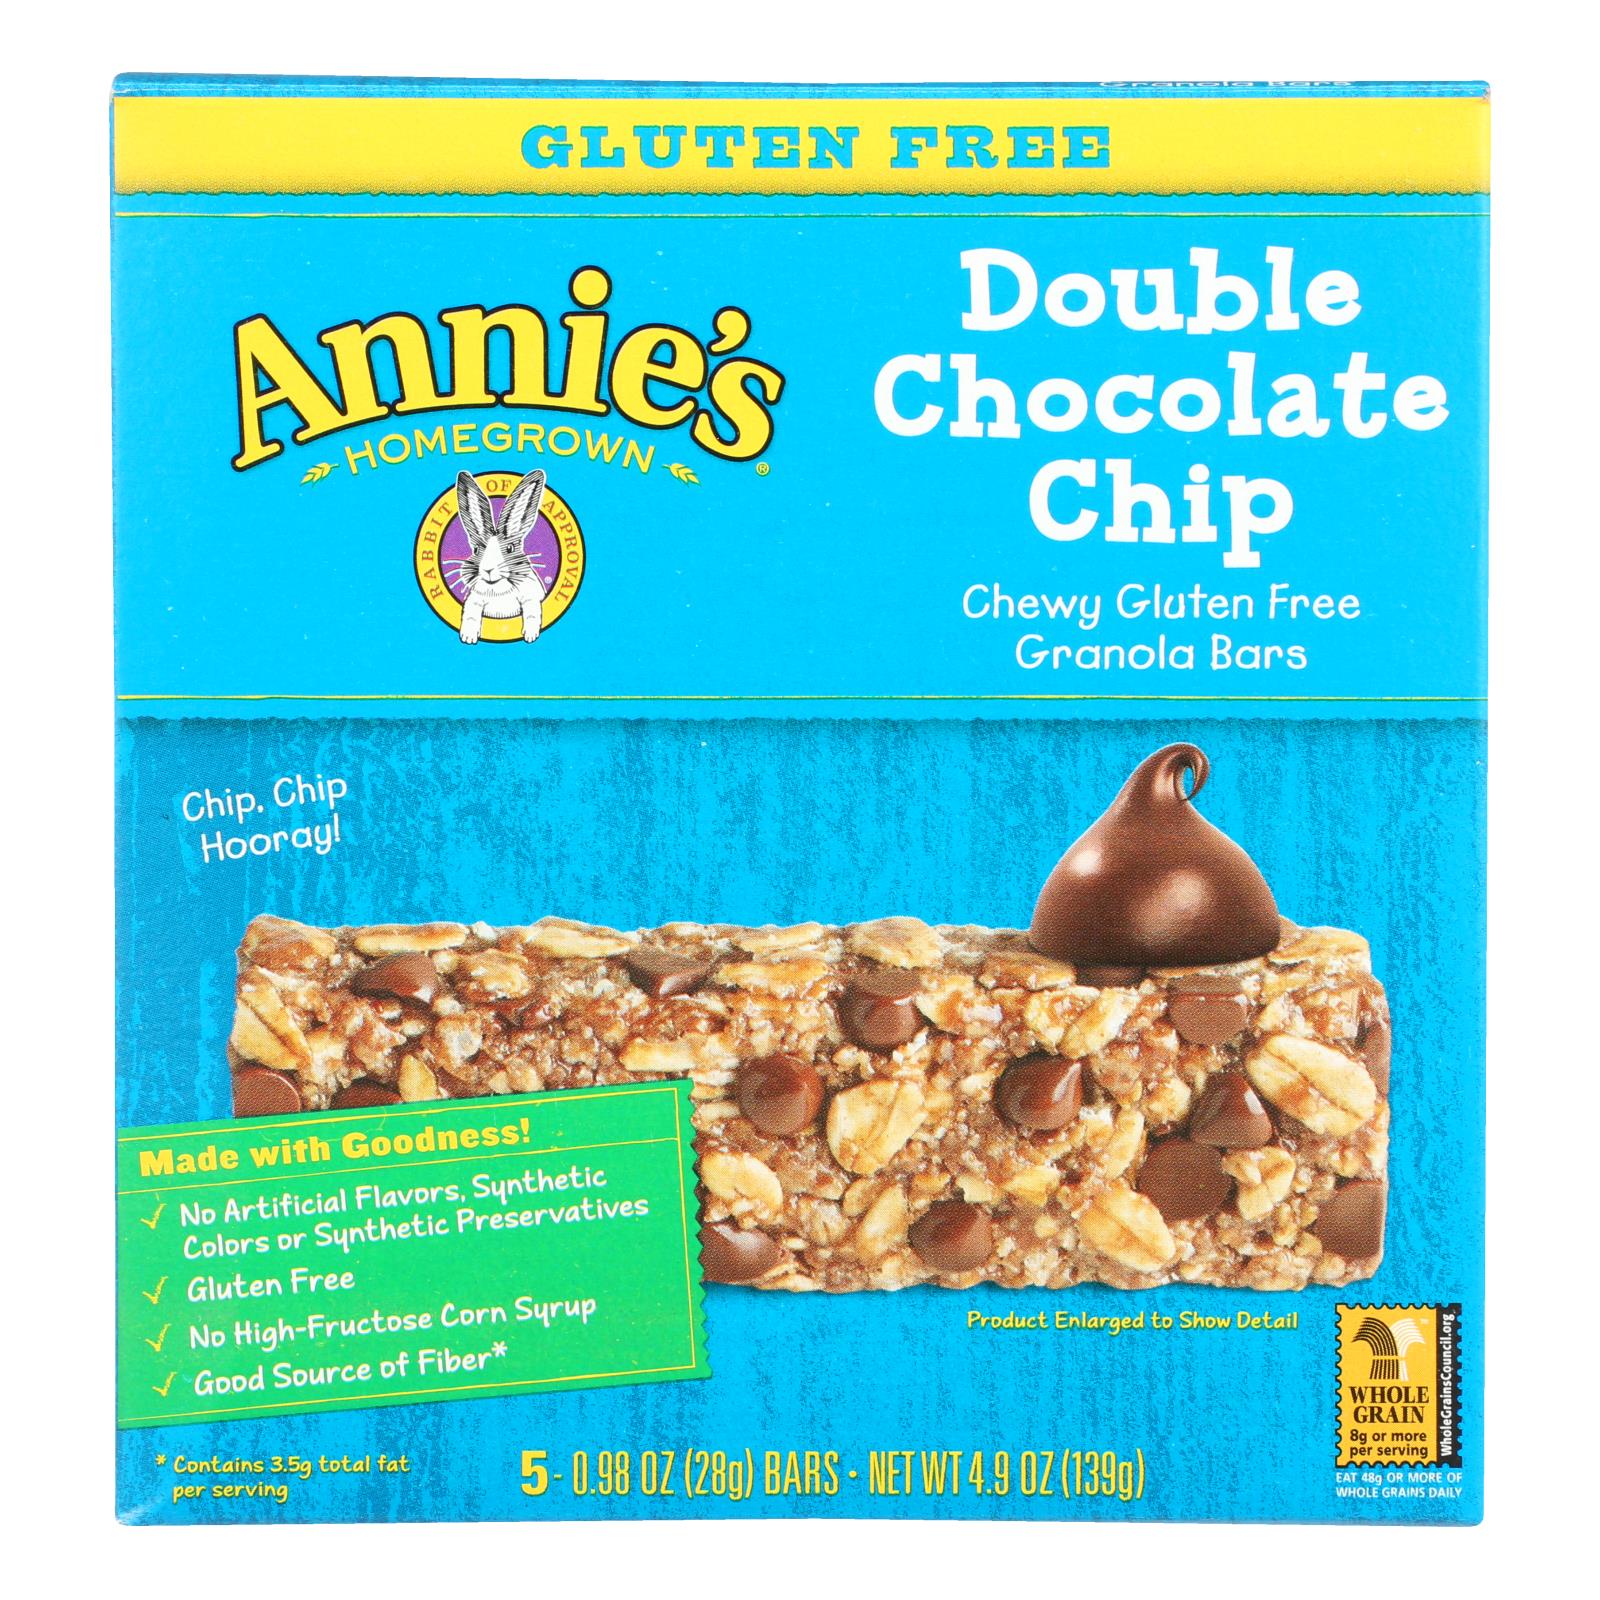 Granola Bars
GLUTEN FREE
Annie's
HOMEGROWN
®
RABBIT OF APPROVAL
®
Double
Chocolate
Chip
Chewy Gluten Free
Granola Bars
Chip, Chip
Hooray!
Made with Goodness!
No Artificial Flavors, Synthetic
Colors or Synthetic Preservatives
Gluten Free
No High-Fructose Corn Syrup
Good Source of Fiber*
* Contains 3.5g total fat
per serving
5 - 0.98 OZ (28g) BARS • NET WT 4.9 OZ (139g)
Product Enlarged to Show Detail
TM
WHOLE
GRAIN
8g or more
per serving
WholeGrainsCouncil.org
EAT 48g OR MORE OF
WHOLE GRAINS DAILY